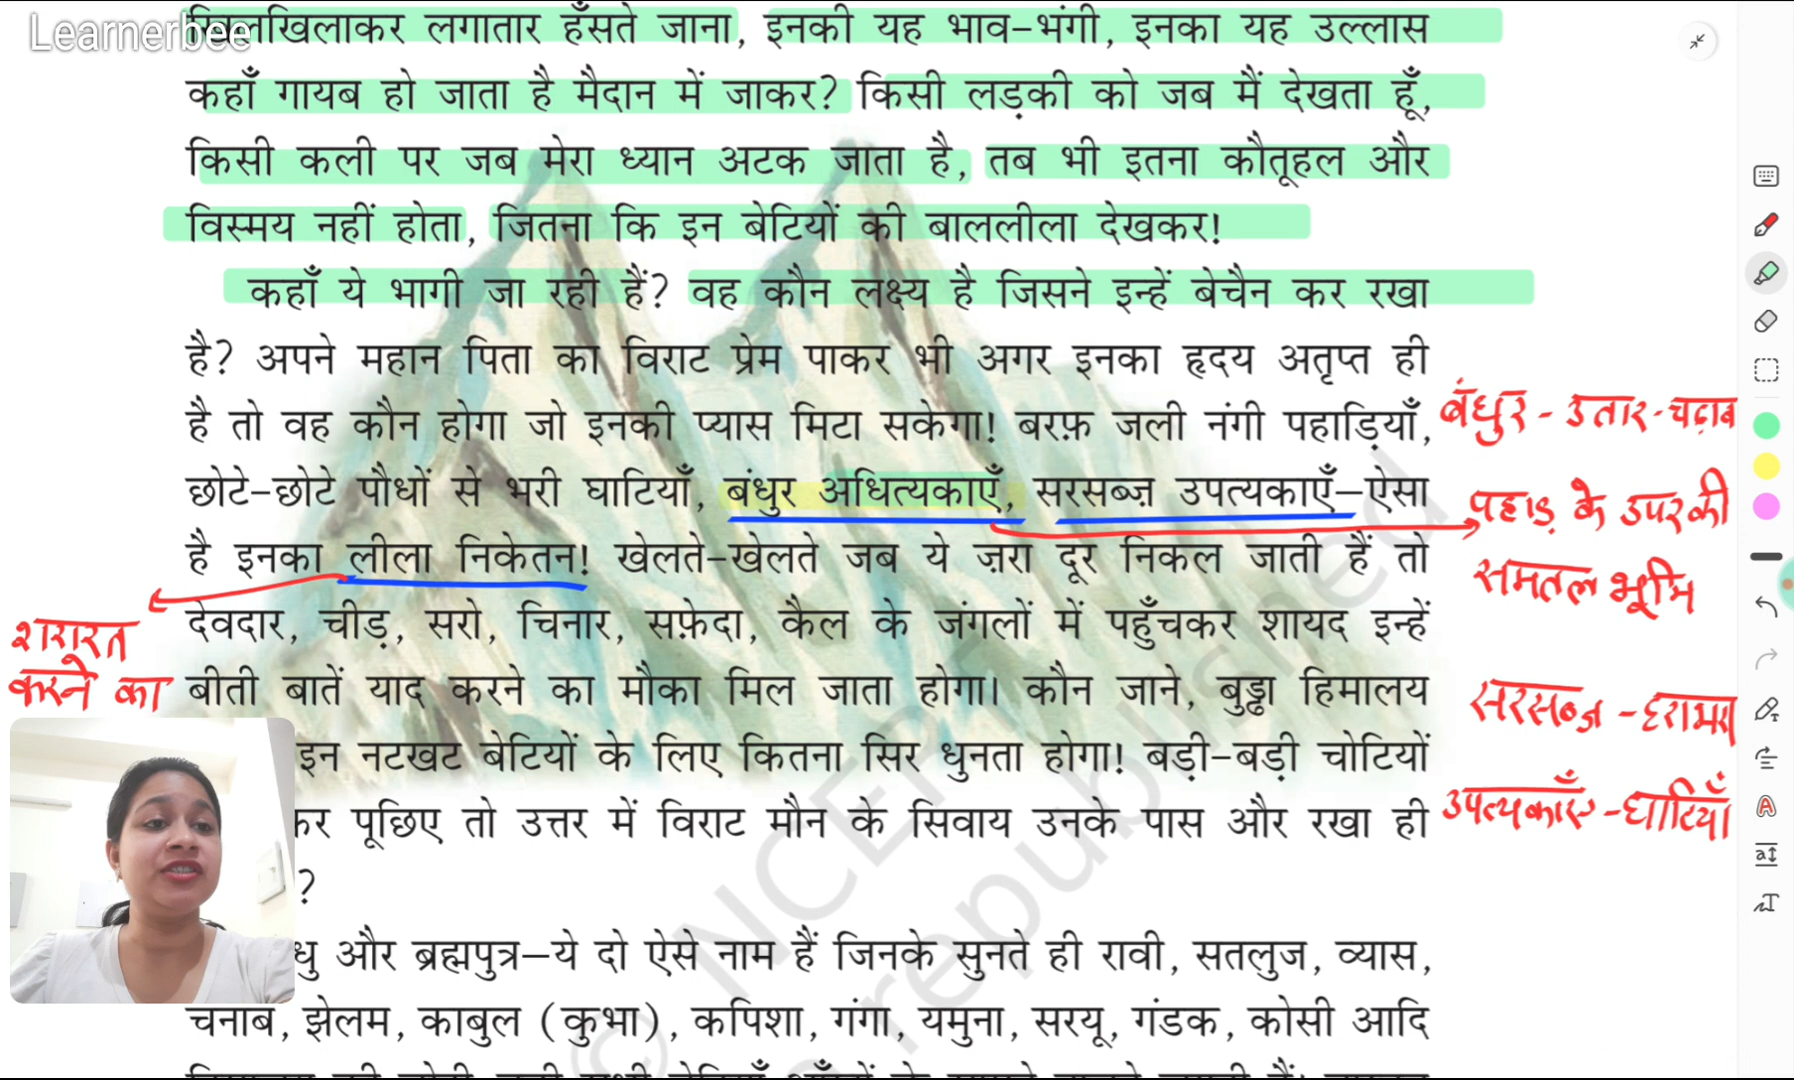 Learnerbee
खिलखिलाकर लगातार हँसते जाना, इनकी यह भाव-भंगी, इनका यह उल्लास
कहाँ गायब हो जाता है मैदान में जाकर? किसी लड़की को जब मैं देखता हूँ,
किसी कली पर जब मेरा ध्यान अटक जाता है, तब भी इतना कौतूहल और
विस्मय नहीं होता, जितना कि इन बेटियों की बाललीला देखकर!
कहाँ ये भागी जा रही हैं? वह कौन लक्ष्य है जिसने इन्हें बेचैन कर रखा
है? अपने महान पिता का विराट प्रेम पाकर भी अगर इनका हृदय अतृप्त ही
है तो वह कौन होगा जो इनकी प्यास मिटा सकेगा! बरफ़ जली नंगी पहाड़ियाँ,
बंधुर - उतार-चढ़ाव
छोटे-छोटे पौधों से भरी घाटियाँ, बंधुर अधित्यकाएँ, सरसब्ज़ उपत्यकाएँ–ऐसा
पहाड़ के उपर की
है इनका लीला निकेतन! खेलते-खेलते जब ये ज़रा दूर निकल जाती हैं तो
समतल भूमि
देवदार, चीड़, सरो, चिनार, सफ़ेदा, कैल के जंगलों में पहुँचकर शायद इन्हें
शरारत
करने का
बीती बातें याद करने का मौका मिल जाता होगा। कौन जाने, बुड्ढा हिमालय
सरसब्ज़ - हराभरा
इन नटखट बेटियों के लिए कितना सिर धुनता होगा! बड़ी-बड़ी चोटियों
उपत्यकाएँ - घाटियाँ
कर पूछिए तो उत्तर में विराट मौन के सिवाय उनके पास और रखा ही
?
धु और ब्रह्मपुत्र–ये दो ऐसे नाम हैं जिनके सुनते ही रावी, सतलुज, व्यास,
चनाब, झेलम, काबुल (कुभा), कपिशा, गंगा, यमुना, सरयू, गंडक, कोसी आदि
© NCERT
republished